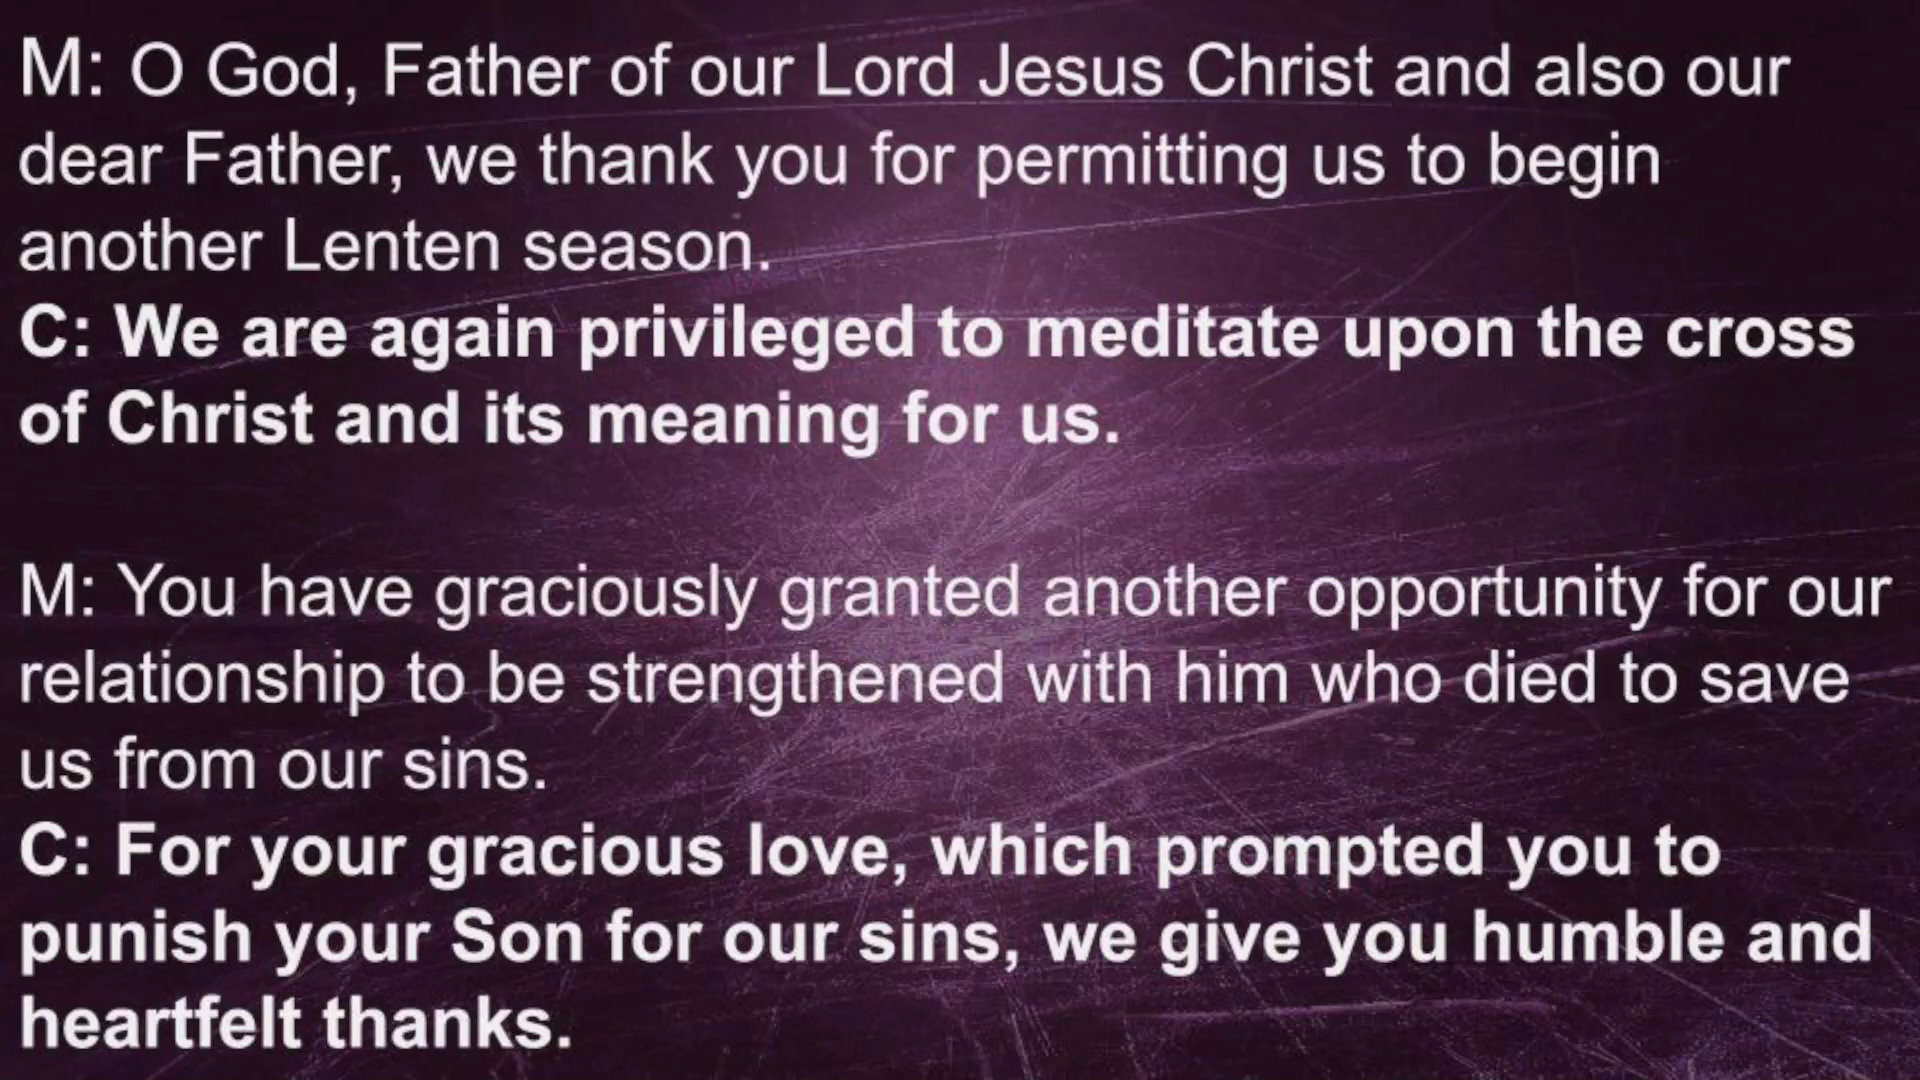 M: O God, Father of our Lord Jesus Christ and also our
dear Father, we thank you for permitting us to begin
another Lenten season.
C: We are again privileged to meditate upon the cross
of Christ and its meaning for us.
M: You have graciously granted another opportunity for our
relationship to be strengthened with him who died to save
us from our sins.
C: For your gracious love, which prompted you to
punish your Son for our sins, we give you humble and
heartfelt thanks.